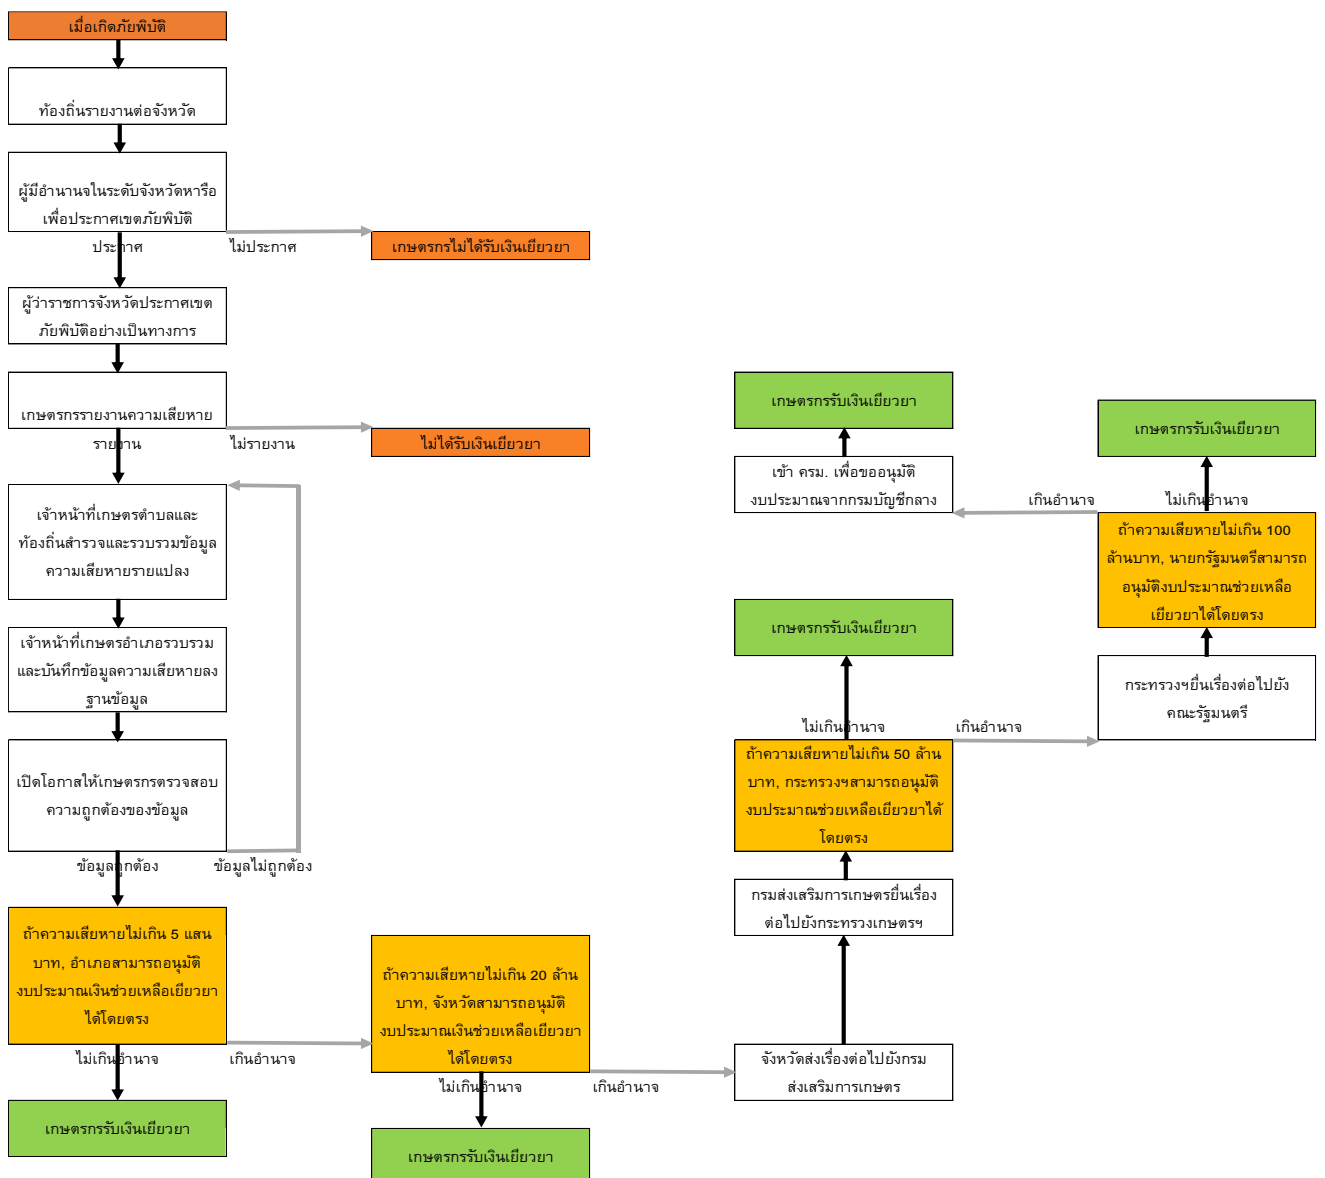 เมื่อเกิดภัยพิบัติ
ท้องถิ่นรายงานต่อจังหวัด
ผู้มีอำนานจในระดับจังหวัดหารือ
เพื่อประกาศเขตภัยพิบัติ
ประกาศ
ไม่ประกาศ
เกษตรกรไม่ได้รับเงินเยียวยา
ผู้ว่าราชการจังหวัดประกาศเขต
ภัยพิบัติอย่างเป็นทางการ
เกษตรกรรายงานความเสียหาย
รายงาน
ไม่รายงาน
ไม่ได้รับเงินเยียวยา
เจ้าหน้าที่เกษตรตำบลและ
ท้องถิ่นสำรวจและรวบรวมข้อมูล
ความเสียหายรายแปลง
เจ้าหน้าที่เกษตรอำเภอรวบรวม
และบันทึกข้อมูลความเสียหายลง
ฐานข้อมูล
เปิดโอกาสให้เกษตรกรตรวจสอบ
ความถูกต้องของข้อมูล
ข้อมูลถูกต้อง
ข้อมูลไม่ถูกต้อง
ถ้าความเสียหายไม่เกิน 5 แสน
บาท, อำเภอสามารถอนุมัติ
งบประมาณเงินช่วยเหลือเยียวยา
ได้โดยตรง
ไม่เกินอำนาจ
เกินอำนาจ
เกษตรกรรับเงินเยียวยา
ถ้าความเสียหายไม่เกิน 20 ล้าน
บาท, จังหวัดสามารถอนุมัติ
งบประมาณเงินช่วยเหลือเยียวยา
ได้โดยตรง
ไม่เกินอำนาจ
เกินอำนาจ
เกษตรกรรับเงินเยียวยา
จังหวัดส่งเรื่องต่อไปยังกรม
ส่งเสริมการเกษตร
กรมส่งเสริมการเกษตรยื่นเรื่อง
ต่อไปยังกระทรวงเกษตรฯ
ถ้าความเสียหายไม่เกิน 50 ล้าน
บาท, กระทรวงฯสามารถอนุมัติ
งบประมาณช่วยเหลือเยียวยาได้
โดยตรง
ไม่เกินอำนาจ
เกินอำนาจ
เกษตรกรรับเงินเยียวยา
กระทรวงฯยื่นเรื่องต่อไปยัง
คณะรัฐมนตรี
ถ้าความเสียหายไม่เกิน 100
ล้านบาท, นายกรัฐมนตรีสามารถ
อนุมัติงบประมาณช่วยเหลือ
เยียวยาได้โดยตรง
เกินอำนาจ
ไม่เกินอำนาจ
เกษตรกรรับเงินเยียวยา
เข้า ครม. เพื่อขออนุมัติ
งบประมาณจากกรมบัญชีกลาง
เกษตรกรรับเงินเยียวยา